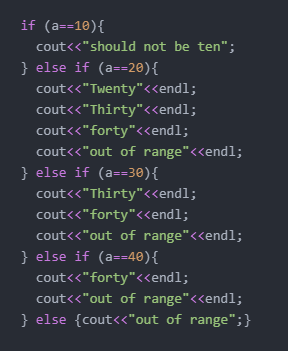 if (a==10){
  cout<<"should not be ten";
} else if (a==20){
  cout<<"Twenty"<<endl;
  cout<<"Thirty"<<endl;
  cout<<"forty"<<endl;
  cout<<"out of range"<<endl;
} else if (a==30){
  cout<<"Thirty"<<endl;
  cout<<"forty"<<endl;
  cout<<"out of range"<<endl;
} else if (a==40){
  cout<<"forty"<<endl;
  cout<<"out of range"<<endl;
} else {cout<<"out of range";}